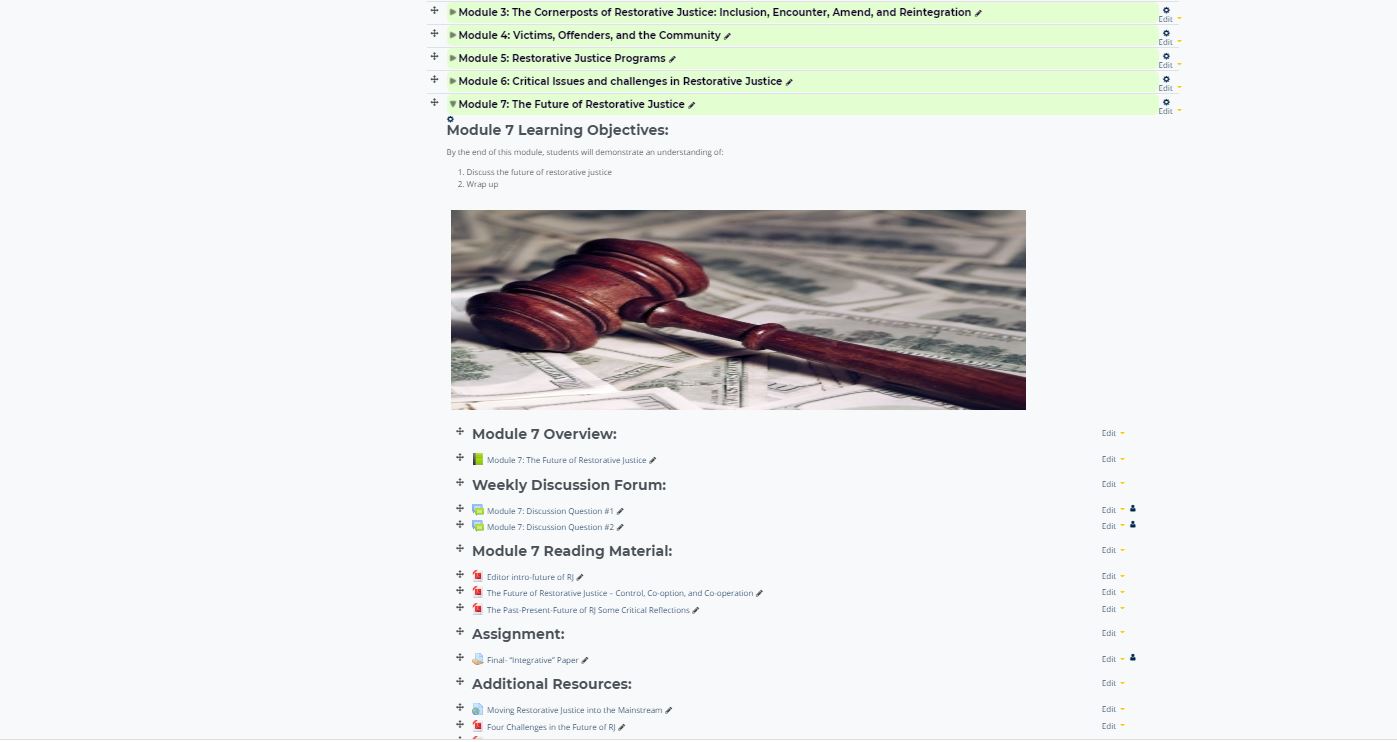 Module 3: The Cornerposts of Restorative Justice: Inclusion, Encounter, Amend, and Reintegration
Edit
Module 4: Victims, Offenders, and the Community
Edit
Module 5: Restorative Justice Programs
Edit
Module 6: Critical Issues and challenges in Restorative Justice
Edit
Module 7: The Future of Restorative Justice
Edit
Module 7 Learning Objectives:
By the end of this module, students will demonstrate an understanding of:
1. Discuss the future of restorative justice
2. Wrap up
Module 7 Overview: Edit
Module 7: The Future of Restorative Justice Edit
Weekly Discussion Forum: Edit
Module 7: Discussion Question #1 Edit
Module 7: Discussion Question #2 Edit
Module 7 Reading Material: Edit
Editor intro-future of RJ Edit
The Future of Restorative Justice – Control, Co-option, and Co-operation Edit
The Past-Present-Future of RJ Some Critical Reflections Edit
Assignment: Edit
Final- “Integrative” Paper Edit
Additional Resources: Edit
Moving Restorative Justice into the Mainstream Edit
Four Challenges in the Future of RJ Edit